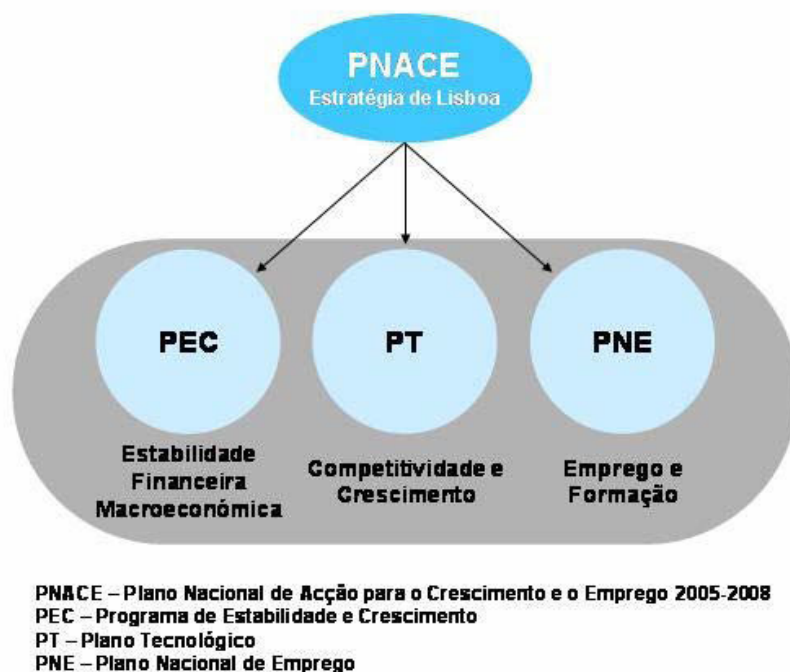 PNACE
Estratégia de Lisboa
PEC
PT
PNE
Estabilidade
Financeira
Macroeconómica
Competitividade e
Crescimento
Emprego e
Formação
PNACE – Plano Nacional de Acção para o Crescimento e o Emprego 2005-2008
PEC – Programa de Estabilidade e Crescimento
PT – Plano Tecnológico
PNE – Plano Nacional de Emprego